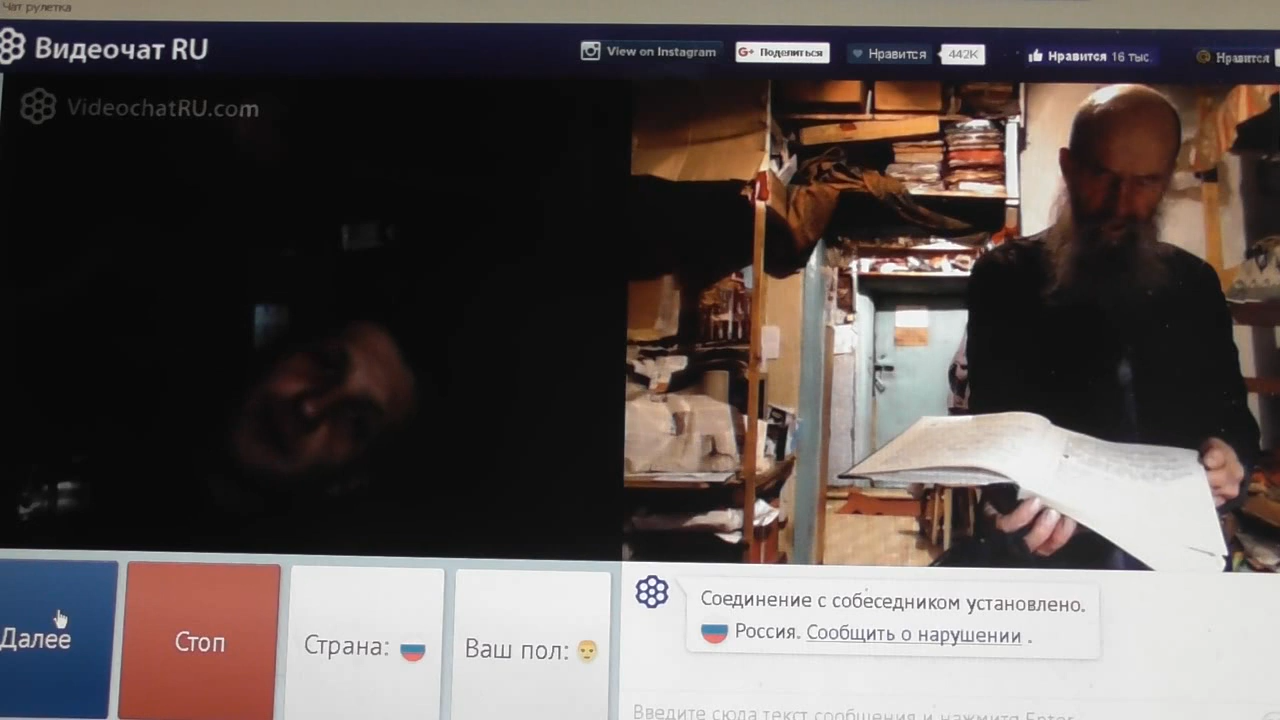 Чат рулетка
Видеочат RU
View on Instagram
G+ Поделиться
Нравится
442K
Нравится 16 тыс.
Нравится
VideochatRU.com
Далее
Стоп
Страна:
Ваш пол:
Соединение с собеседником установлено.
Россия. Сообщить о нарушении .
Введите сюда текст сообщения и нажмите Enter